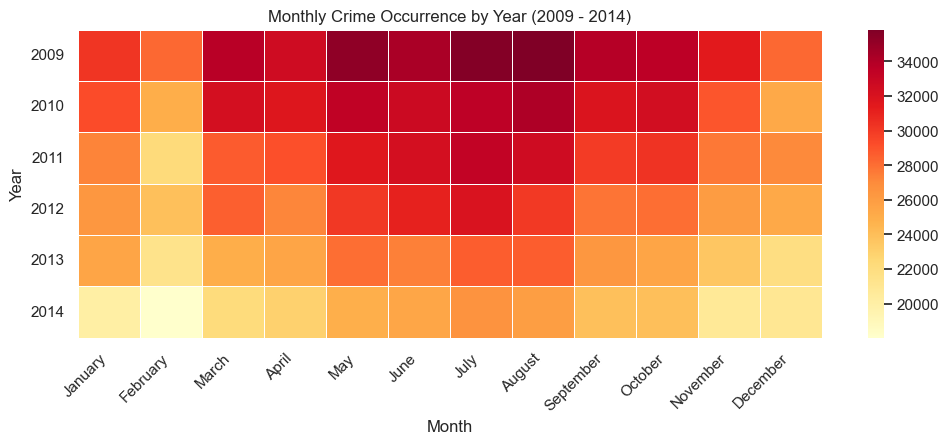 Monthly Crime Occurrence by Year (2009 - 2014)
2009
2010
2011
2012
2013
2014
Year
January
February
March
April
May
June
July
August
September
October
November
December
Month
34000
32000
30000
28000
26000
24000
22000
20000